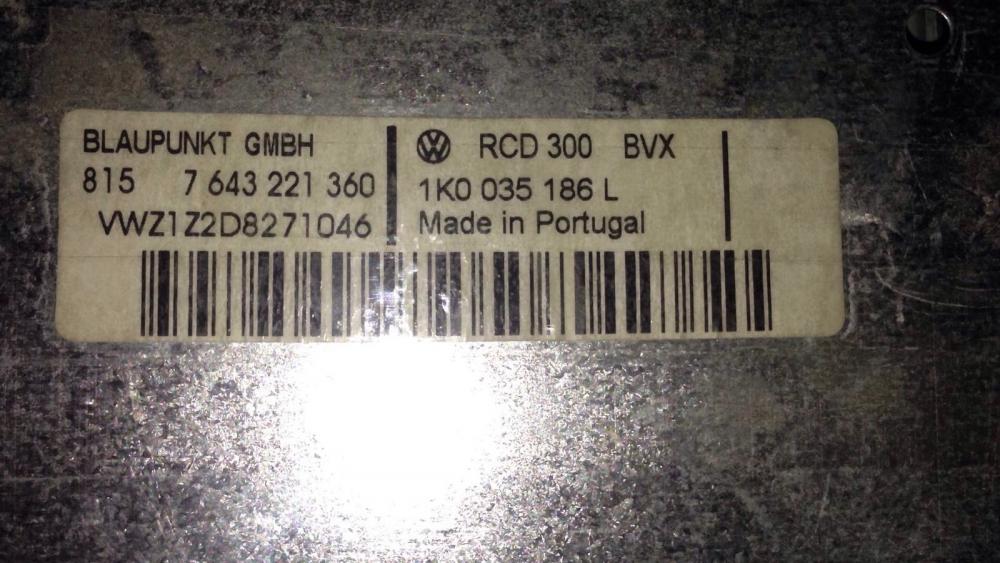 BLAUPUNKT GMBH
815 7 643 221 360
VWZ1Z2D8271046
RCD 300 BVX
1K0 035 186 L
Made in Portugal